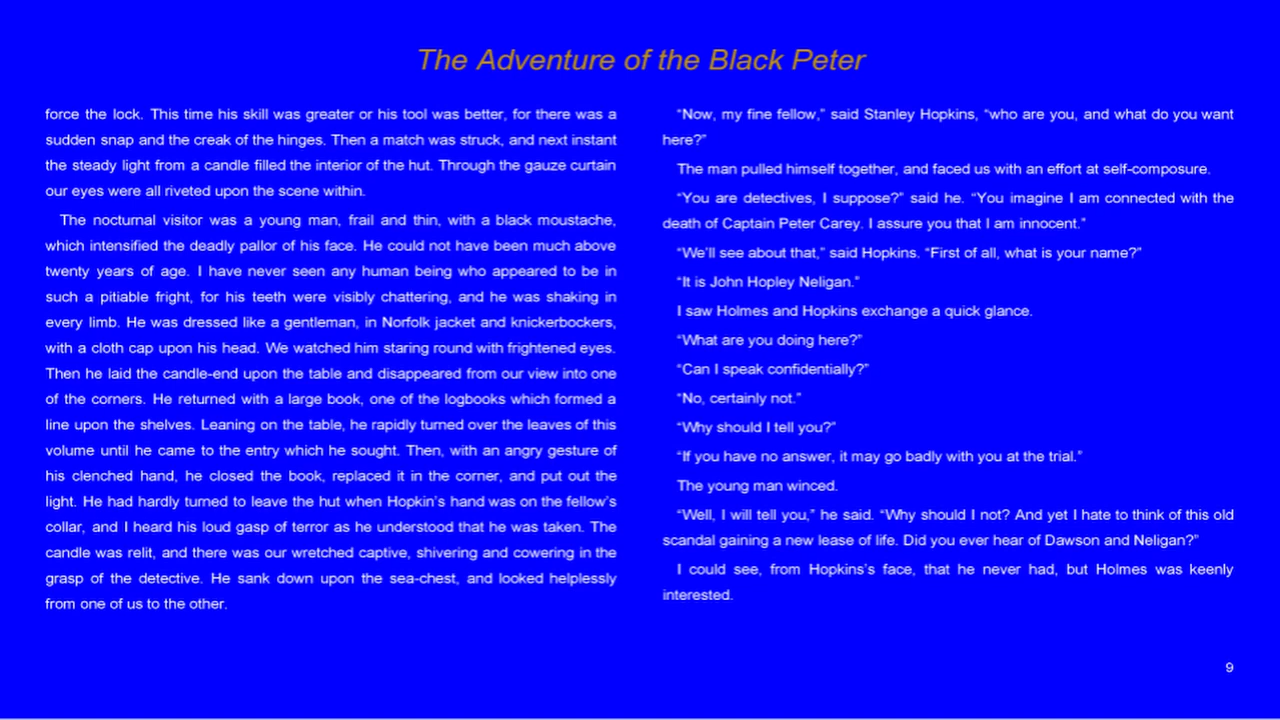 The Adventure of the Black Peter
force the lock. This time his skill was greater or his tool was better, for there was a
sudden snap and the creak of the hinges. Then a match was struck, and next instant
the steady light from a candle filled the interior of the hut. Through the gauze curtain
our eyes were all riveted upon the scene within.
The nocturnal visitor was a young man, frail and thin, with a black moustache,
which intensified the deadly pallor of his face. He could not have been much above
twenty years of age. I have never seen any human being who appeared to be in
such a pitiable fright, for his teeth were visibly chattering, and he was shaking in
every limb. He was dressed like a gentleman, in Norfolk jacket and knickerbockers,
with a cloth cap upon his head. We watched him staring round with frightened eyes.
Then he laid the candle-end upon the table and disappeared from our view into one
of the corners. He returned with a large book, one of the logbooks which formed a
line upon the shelves. Leaning on the table, he rapidly turned over the leaves of this
volume until he came to the entry which he sought. Then, with an angry gesture of
his clenched hand, he closed the book, replaced it in the corner, and put out the
light. He had hardly turned to leave the hut when Hopkin’s hand was on the fellow’s
collar, and I heard his loud gasp of terror as he understood that he was taken. The
candle was relit, and there was our wretched captive, shivering and cowering in the
grasp of the detective. He sank down upon the sea-chest, and looked helplessly
from one of us to the other.
“Now, my fine fellow,” said Stanley Hopkins, “who are you, and what do you want
here?”
The man pulled himself together, and faced us with an effort at self-composure.
“You are detectives, I suppose?” said he. “You imagine I am connected with the
death of Captain Peter Carey. I assure you that I am innocent.”
“We’ll see about that,” said Hopkins. “First of all, what is your name?”
“It is John Hopley Neligan.”
I saw Holmes and Hopkins exchange a quick glance.
“What are you doing here?”
“Can I speak confidentially?”
“No, certainly not.”
“Why should I tell you?”
“If you have no answer, it may go badly with you at the trial.”
The young man winced.
“Well, I will tell you,” he said. “Why should I not? And yet I hate to think of this old
scandal gaining a new lease of life. Did you ever hear of Dawson and Neligan?”
I could see, from Hopkins’s face, that he never had, but Holmes was keenly
interested.
9